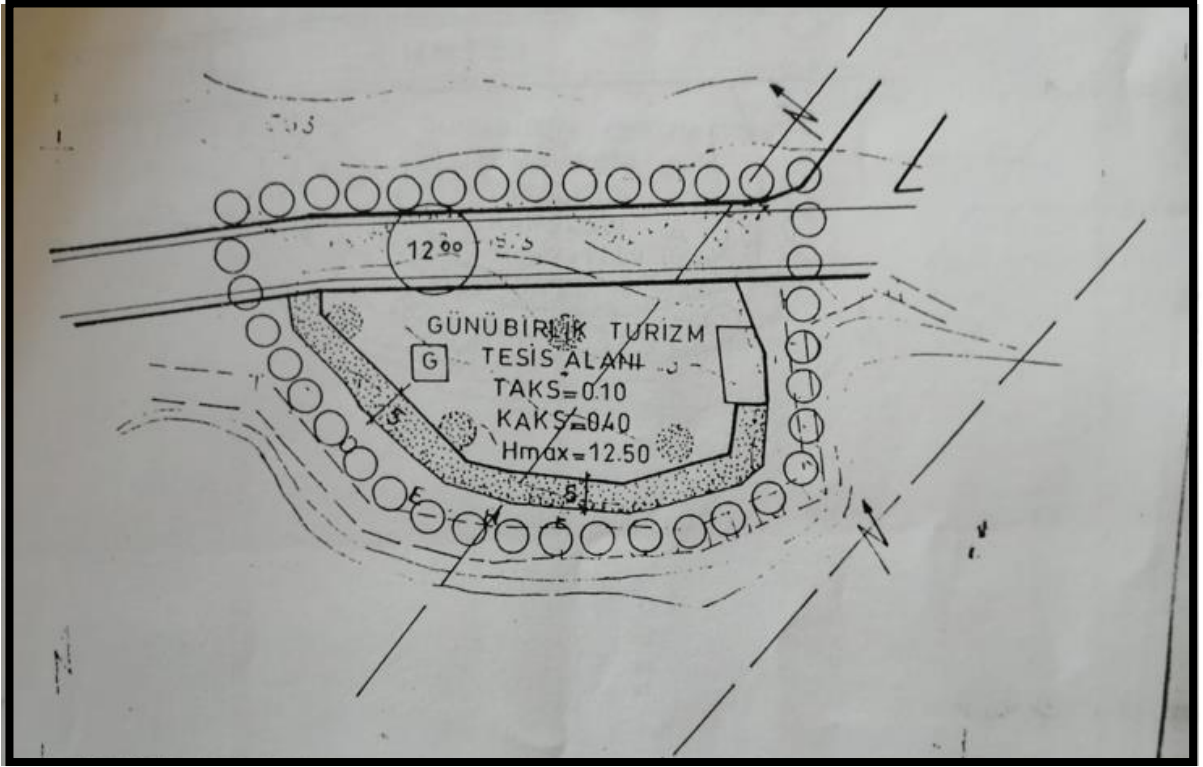 12.00
GÜNÜBİRLİK TURİZM
G
TESİS ALANI
TAKS=0.10
KAKS=0.40
Hmax=12.50
5
5
E
E